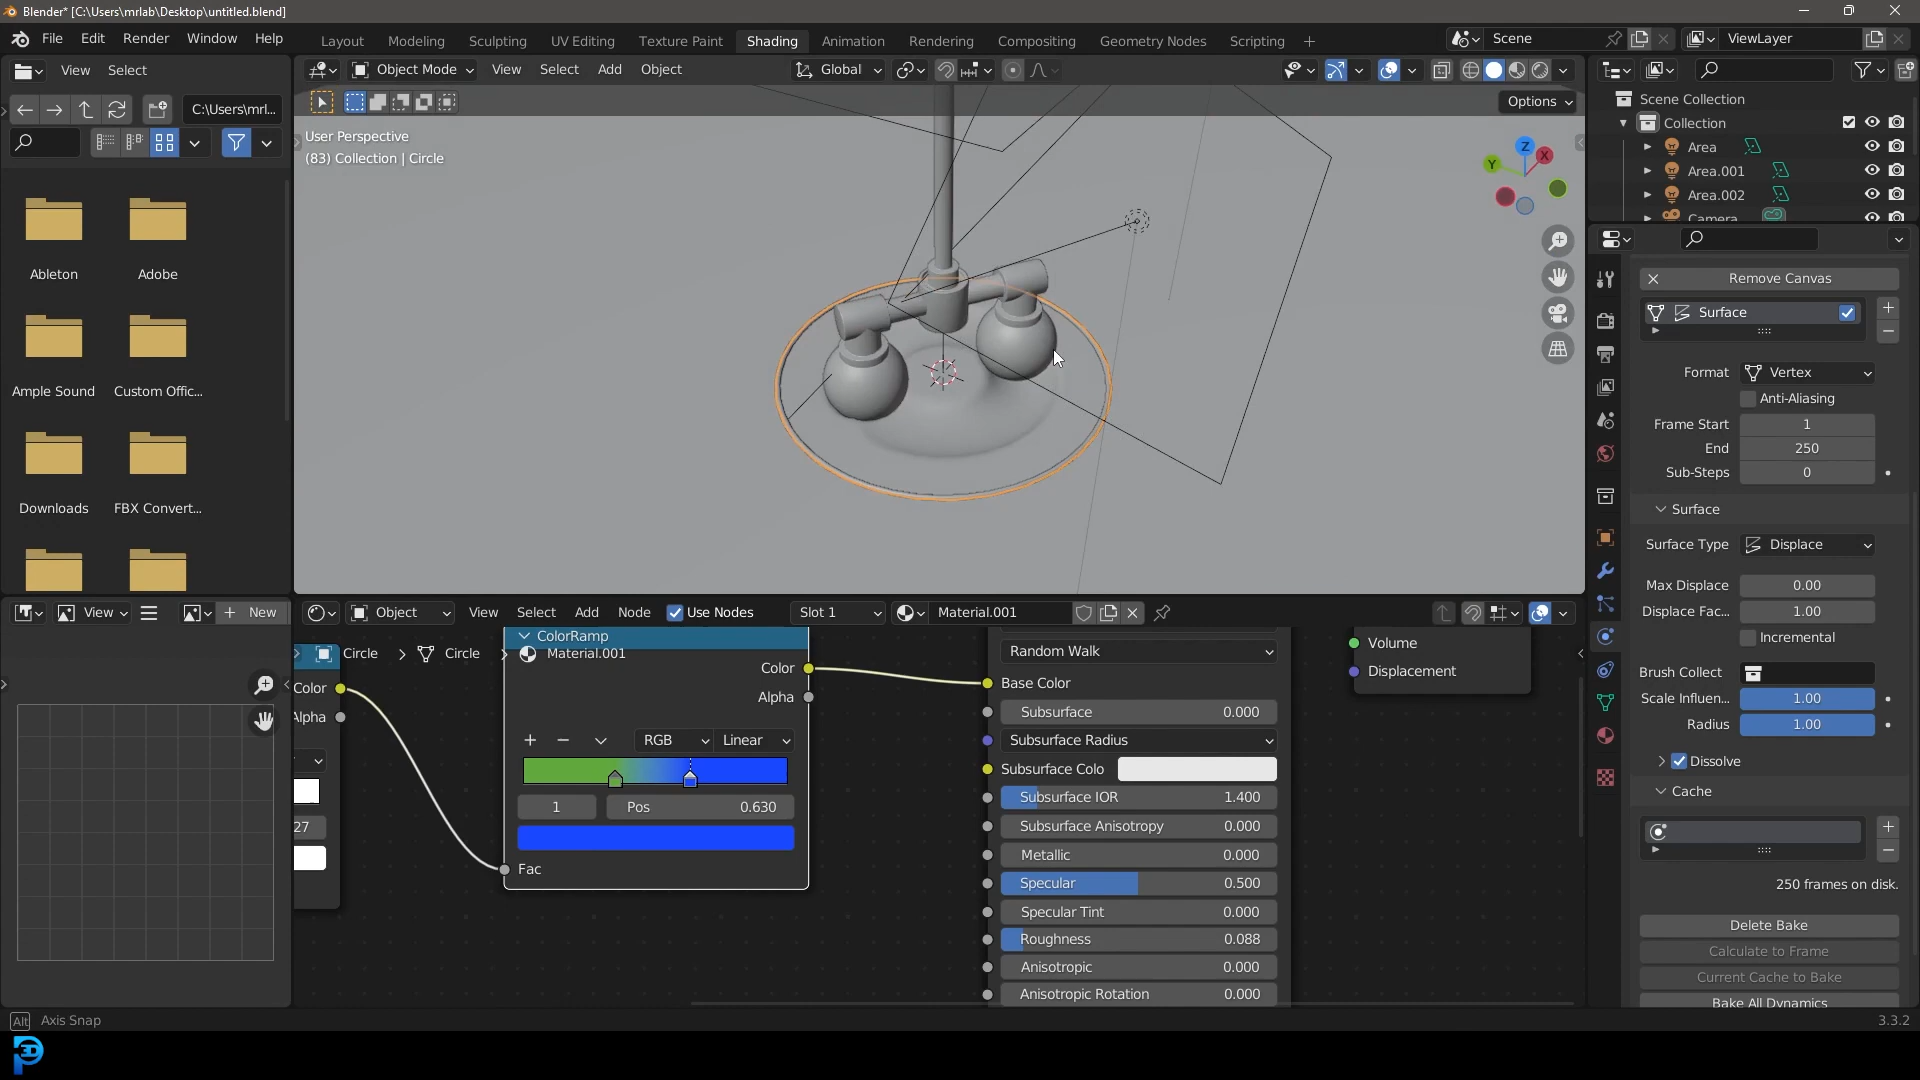 Blender* [C:\Users\mrlab\Desktop\untitled.blend]
File Edit Render Window Help
Layout Modeling Sculpting UV Editing Texture Paint Shading Animation Rendering Compositing Geometry Nodes Scripting +
Scene
ViewLayer
View Select
C:\Users\mrl...
Ableton Adobe
Ample Sound Custom Offic...
Downloads FBX Convert...
Object Mode View Select Add Object
Global
Options
User Perspective
(83) Collection | Circle
Z
X
Y
Scene Collection
Collection
Area
Area.001
Area.002
Camera
Remove Canvas
Surface
Format Vertex
Anti-Aliasing
Frame Start 1
End 250
Sub-Steps 0
Surface
Surface Type Displace
Max Displace 0.00
Displace Fac... 1.00
Incremental
Brush Collect
Scale Influen... 1.00
Radius 1.00
Dissolve
Cache
250 frames on disk.
Delete Bake
Calculate to Frame
Current Cache to Bake
Bake All Dynamics
View
New
Object View Select Add Node Use Nodes Slot 1 Material.001
Circle > Circle > Material.001
Color
Alpha
27
ColorRamp
Color
Alpha
RGB Linear
1 Pos 0.630
Fac
Random Walk
Base Color
Subsurface 0.000
Subsurface Radius
Subsurface Colo
Subsurface IOR 1.400
Subsurface Anisotropy 0.000
Metallic 0.000
Specular 0.500
Specular Tint 0.000
Roughness 0.088
Anisotropic 0.000
Anisotropic Rotation 0.000
Volume
Displacement
Alt Axis Snap
3.3.2